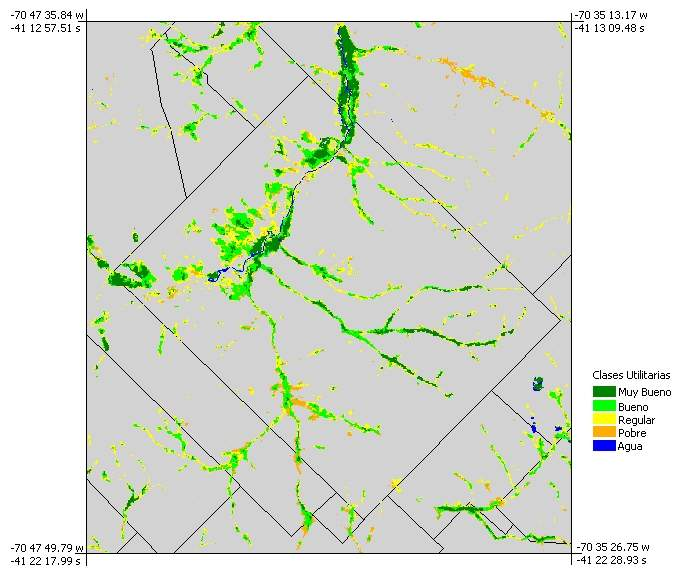 -70 47 35.84 w
-41 12 57.51 s
-70 35 13.17 w
-41 13 09.48 s
Clases Utilitarias
Muy Bueno
Bueno
Regular
Pobre
Agua
-70 47 49.79 w
-41 22 17.99 s
-70 35 26.75 w
-41 22 28.93 s